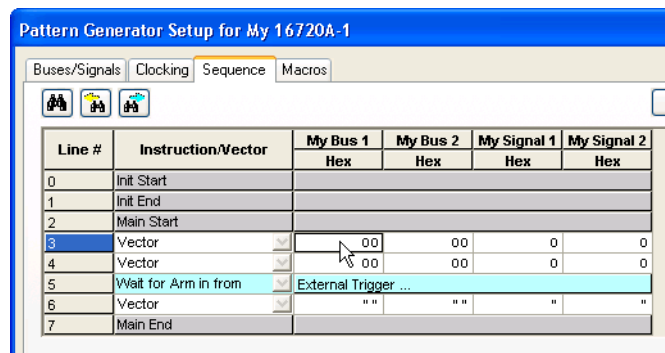 Pattern Generator Setup for My 16720A-1
Buses/Signals Clocking Sequence Macros
Line # Instruction/Vector My Bus 1 My Bus 2 My Signal 1 My Signal 2
Hex Hex Hex Hex
0 Init Start
1 Init End
2 Main Start
3 Vector 00 00 0 0
4 Vector 00 00 0 0
5 Wait for Arm in from External Trigger ...
6 Vector " " " " " "
7 Main End